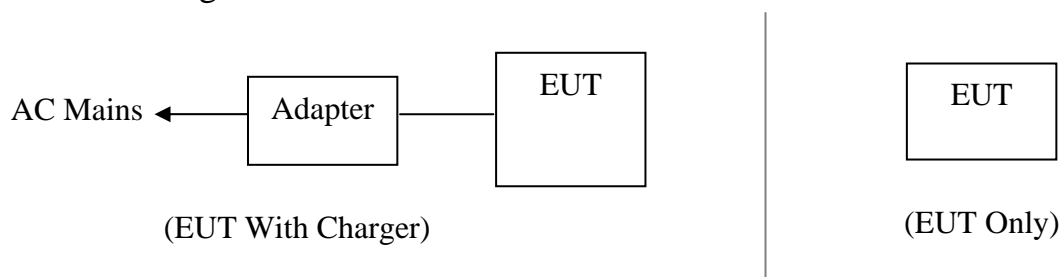 EUT
Adapter
AC Mains
(EUT With Charger)
EUT
(EUT Only)